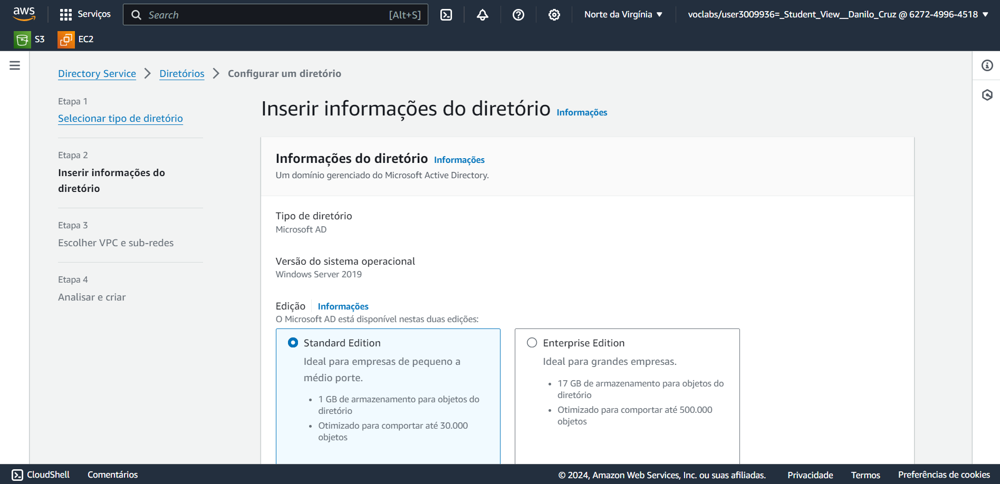 aws
Serviços
Search
[Alt+S]
Norte da Virgínia
voclabs/user3009936=_Student_View__Danilo_Cruz @ 6272-4996-4518
S3
EC2
Directory Service
Diretórios
Configurar um diretório
Etapa 1
Selecionar tipo de diretório
Etapa 2
Inserir informações do
diretório
Etapa 3
Escolher VPC e sub-redes
Etapa 4
Analisar e criar
Inserir informações do diretório Informações
Informações do diretório Informações
Um domínio gerenciado do Microsoft Active Directory.
Tipo de diretório
Microsoft AD
Versão do sistema operacional
Windows Server 2019
Edição Informações
O Microsoft AD está disponível nestas duas edições:
Standard Edition
Ideal para empresas de pequeno a
médio porte.
• 1 GB de armazenamento para objetos do
diretório
• Otimizado para comportar até 30.000
objetos
Enterprise Edition
Ideal para grandes empresas.
• 17 GB de armazenamento para objetos do
diretório
• Otimizado para comportar até 500.000
objetos
CloudShell
Comentários
© 2024, Amazon Web Services, Inc. ou suas afiliadas.
Privacidade
Termos
Preferências de cookies